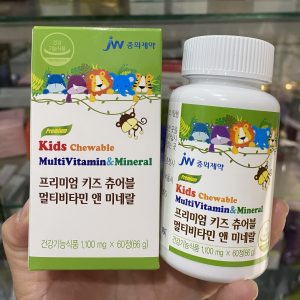 JW 중외제약
Premium
Kids Chewable
MultiVitamin&Mineral
프리미엄 키즈 츄어블
멀티비타민 앤 미네랄
건강기능식품 1,100 mg × 60정(66 g)
JW 중외제약
Premium
Kids Chewable
MultiVitamin&Mineral
프리미엄 키즈 츄어블
멀티비타민 앤 미네랄
건강기능식품 1,100 mg × 60정(66 g)